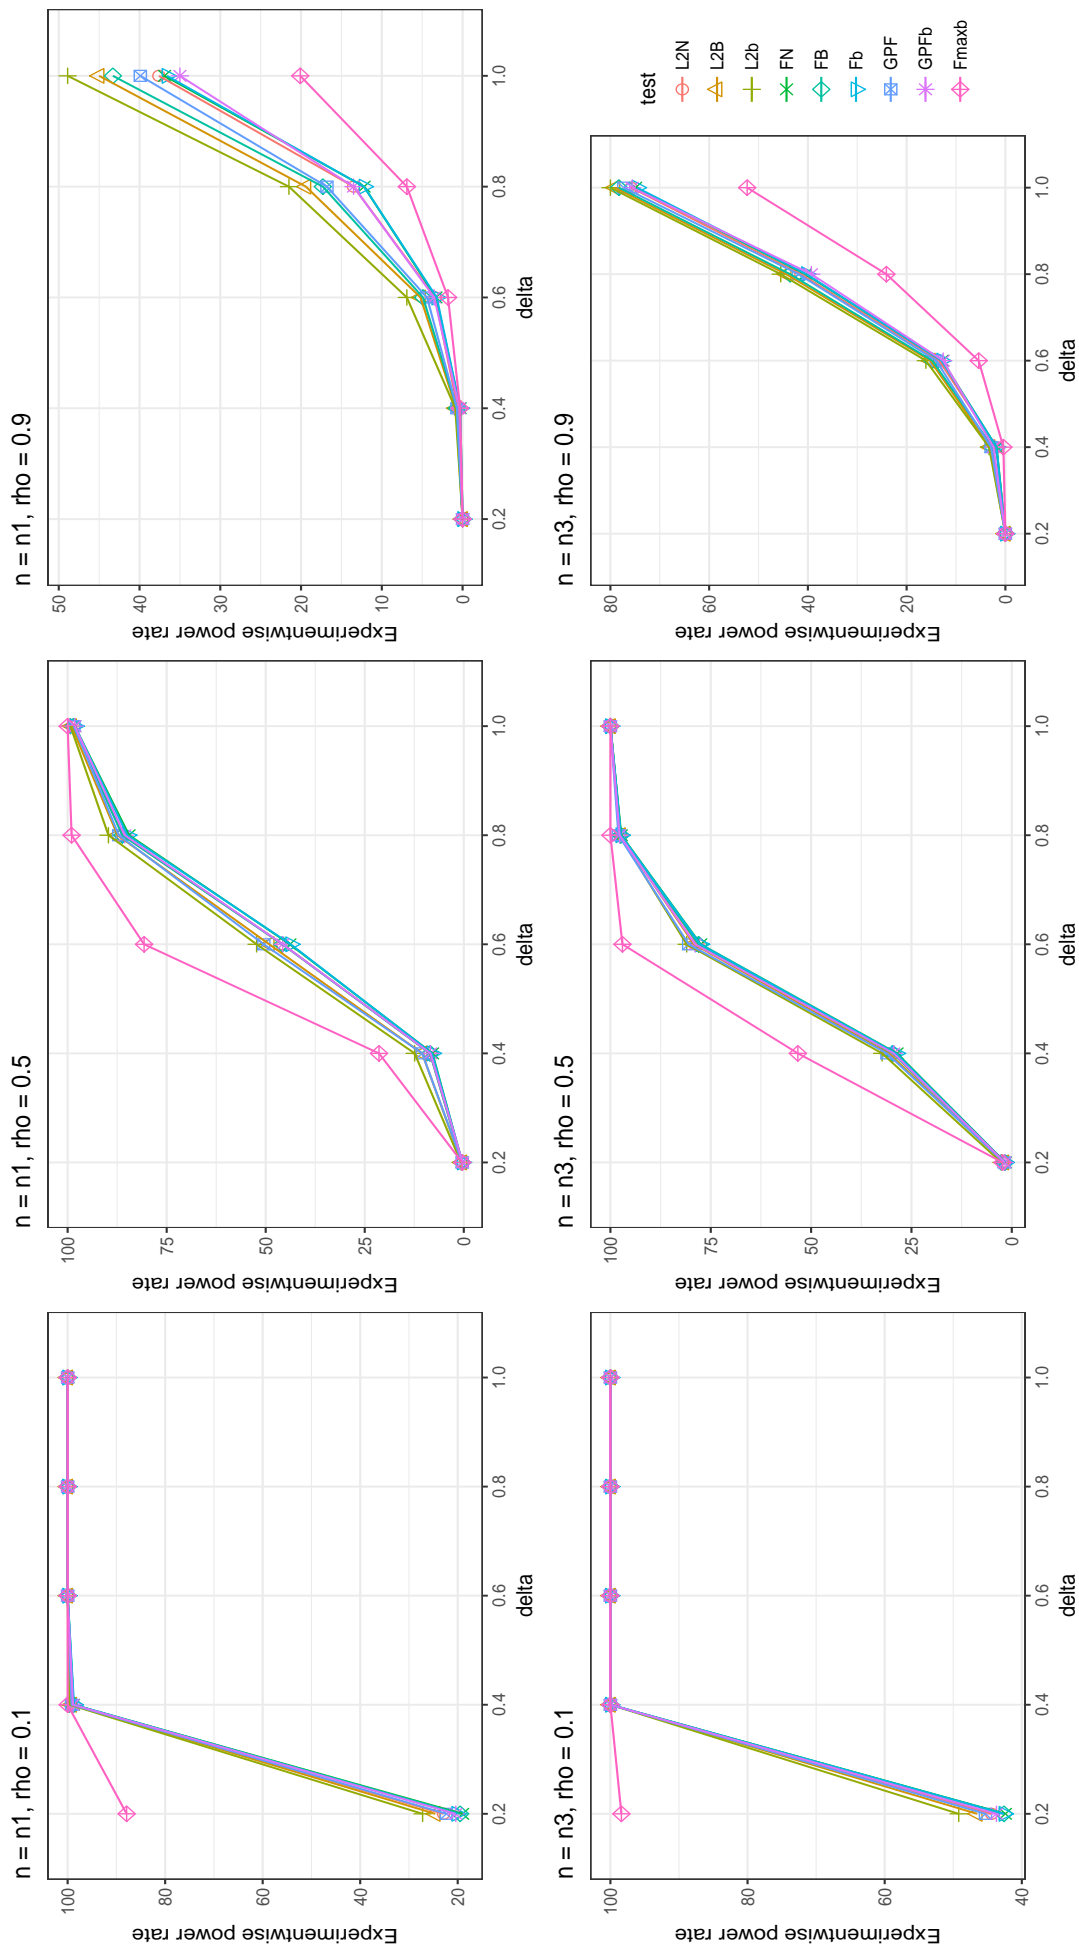 n = n1, rho = 0.1
Experimentwise power rate
100
80
60
40
20
0.2
0.4
0.6
0.8
1.0
delta
n = n1, rho = 0.5
Experimentwise power rate
100
75
50
25
0
0.2
0.4
0.6
0.8
1.0
delta
n = n1, rho = 0.9
Experimentwise power rate
50
40
30
20
10
0
0.2
0.4
0.6
0.8
1.0
delta
n = n3, rho = 0.1
Experimentwise power rate
100
80
60
40
0.2
0.4
0.6
0.8
1.0
delta
n = n3, rho = 0.5
Experimentwise power rate
100
75
50
25
0
0.2
0.4
0.6
0.8
1.0
delta
n = n3, rho = 0.9
Experimentwise power rate
80
60
40
20
0
0.2
0.4
0.6
0.8
1.0
delta
test
L2N
L2B
L2b
FN
FB
Fb
GPF
GPFb
Fmaxb